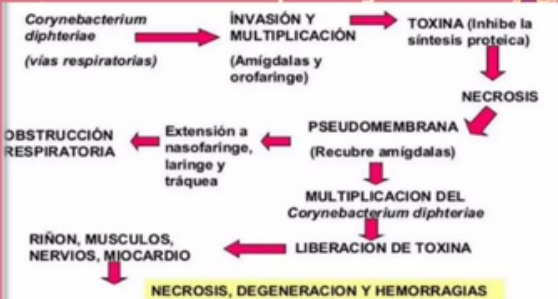 Corynebacterium
diphteriae
(vías respiratorias)
INVASIÓN Y
MULTIPLICACIÓN
(Amígdalas y
orofaringe)
TOXINA (Inhibe la
síntesis proteica)
NECROSIS
PSEUDOMEMBRANA
(Recubre amígdalas)
Extensión a
nasofaringe,
laringe y
tráquea
OBSTRUCCIÓN
RESPIRATORIA
MULTIPLICACION DEL
Corynebacterium diphteriae
LIBERACIÓN DE TOXINA
RIÑON, MUSCULOS,
NERVIOS, MIOCARDIO
NECROSIS, DEGENERACION Y HEMORRAGIAS